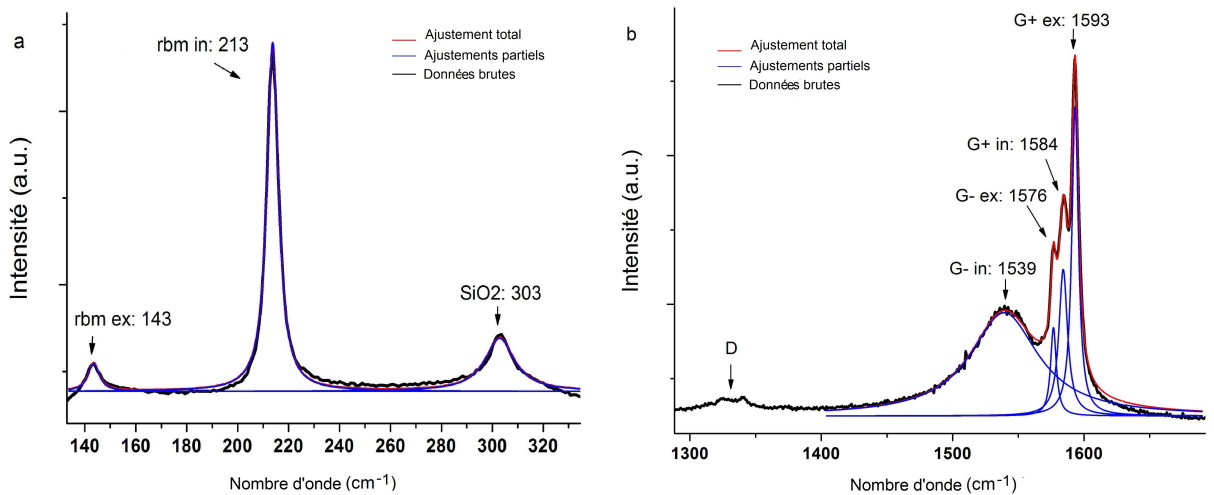 a
rbm in: 213
Ajustement total
Ajustements partiels
Données brutes
rbm ex: 143
SiO2: 303
Intensité (a.u.)
140 160 180 200 220 240 260 280 300 320
Nombre d'onde (cm-1)
b
G+ ex: 1593
Ajustement total
Ajustements partiels
Données brutes
G+ in: 1584
G- ex: 1576
G- in: 1539
D
Intensité (a.u.)
1300 1400 1500 1600
Nombre d'onde (cm-1)